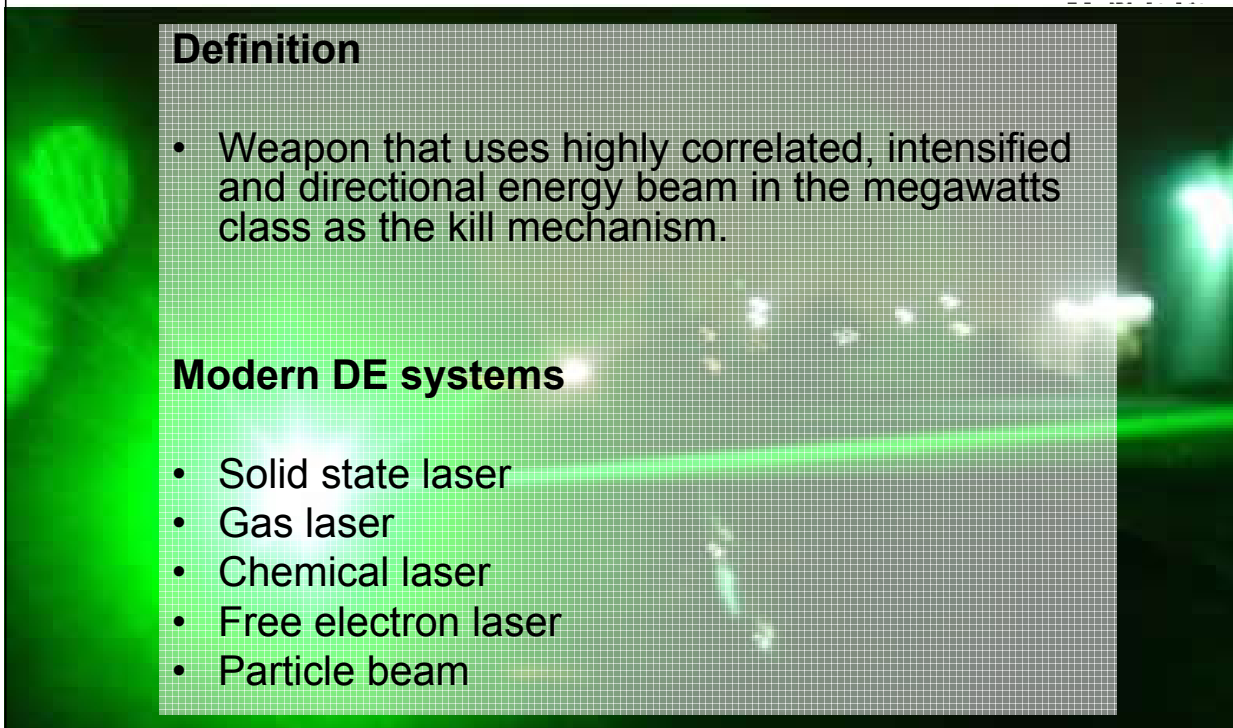 Definition
• Weapon that uses highly correlated, intensified
and directional energy beam in the megawatts
class as the kill mechanism.
Modern DE systems
• Solid state laser
• Gas laser
• Chemical laser
• Free electron laser
• Particle beam